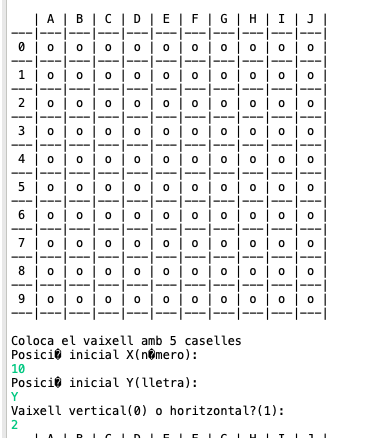 | A | B | C | D | E | F | G | H | I | J |
---|---|---|---|---|---|---|---|---|---|---|
0 | o | o | o | o | o | o | o | o | o | o |
---|---|---|---|---|---|---|---|---|---|---|
1 | o | o | o | o | o | o | o | o | o | o |
---|---|---|---|---|---|---|---|---|---|---|
2 | o | o | o | o | o | o | o | o | o | o |
---|---|---|---|---|---|---|---|---|---|---|
3 | o | o | o | o | o | o | o | o | o | o |
---|---|---|---|---|---|---|---|---|---|---|
4 | o | o | o | o | o | o | o | o | o | o |
---|---|---|---|---|---|---|---|---|---|---|
5 | o | o | o | o | o | o | o | o | o | o |
---|---|---|---|---|---|---|---|---|---|---|
6 | o | o | o | o | o | o | o | o | o | o |
---|---|---|---|---|---|---|---|---|---|---|
7 | o | o | o | o | o | o | o | o | o | o |
---|---|---|---|---|---|---|---|---|---|---|
8 | o | o | o | o | o | o | o | o | o | o |
---|---|---|---|---|---|---|---|---|---|---|
9 | o | o | o | o | o | o | o | o | o | o |
---|---|---|---|---|---|---|---|---|---|---|
Coloca el vaixell amb 5 caselles
Posici� inicial X(n�mero):
10
Posici� inicial Y(lletra):
Y
Vaixell vertical(0) o horitzontal?(1):
2
| A | B | C | D | E | F | G | H | I | J |